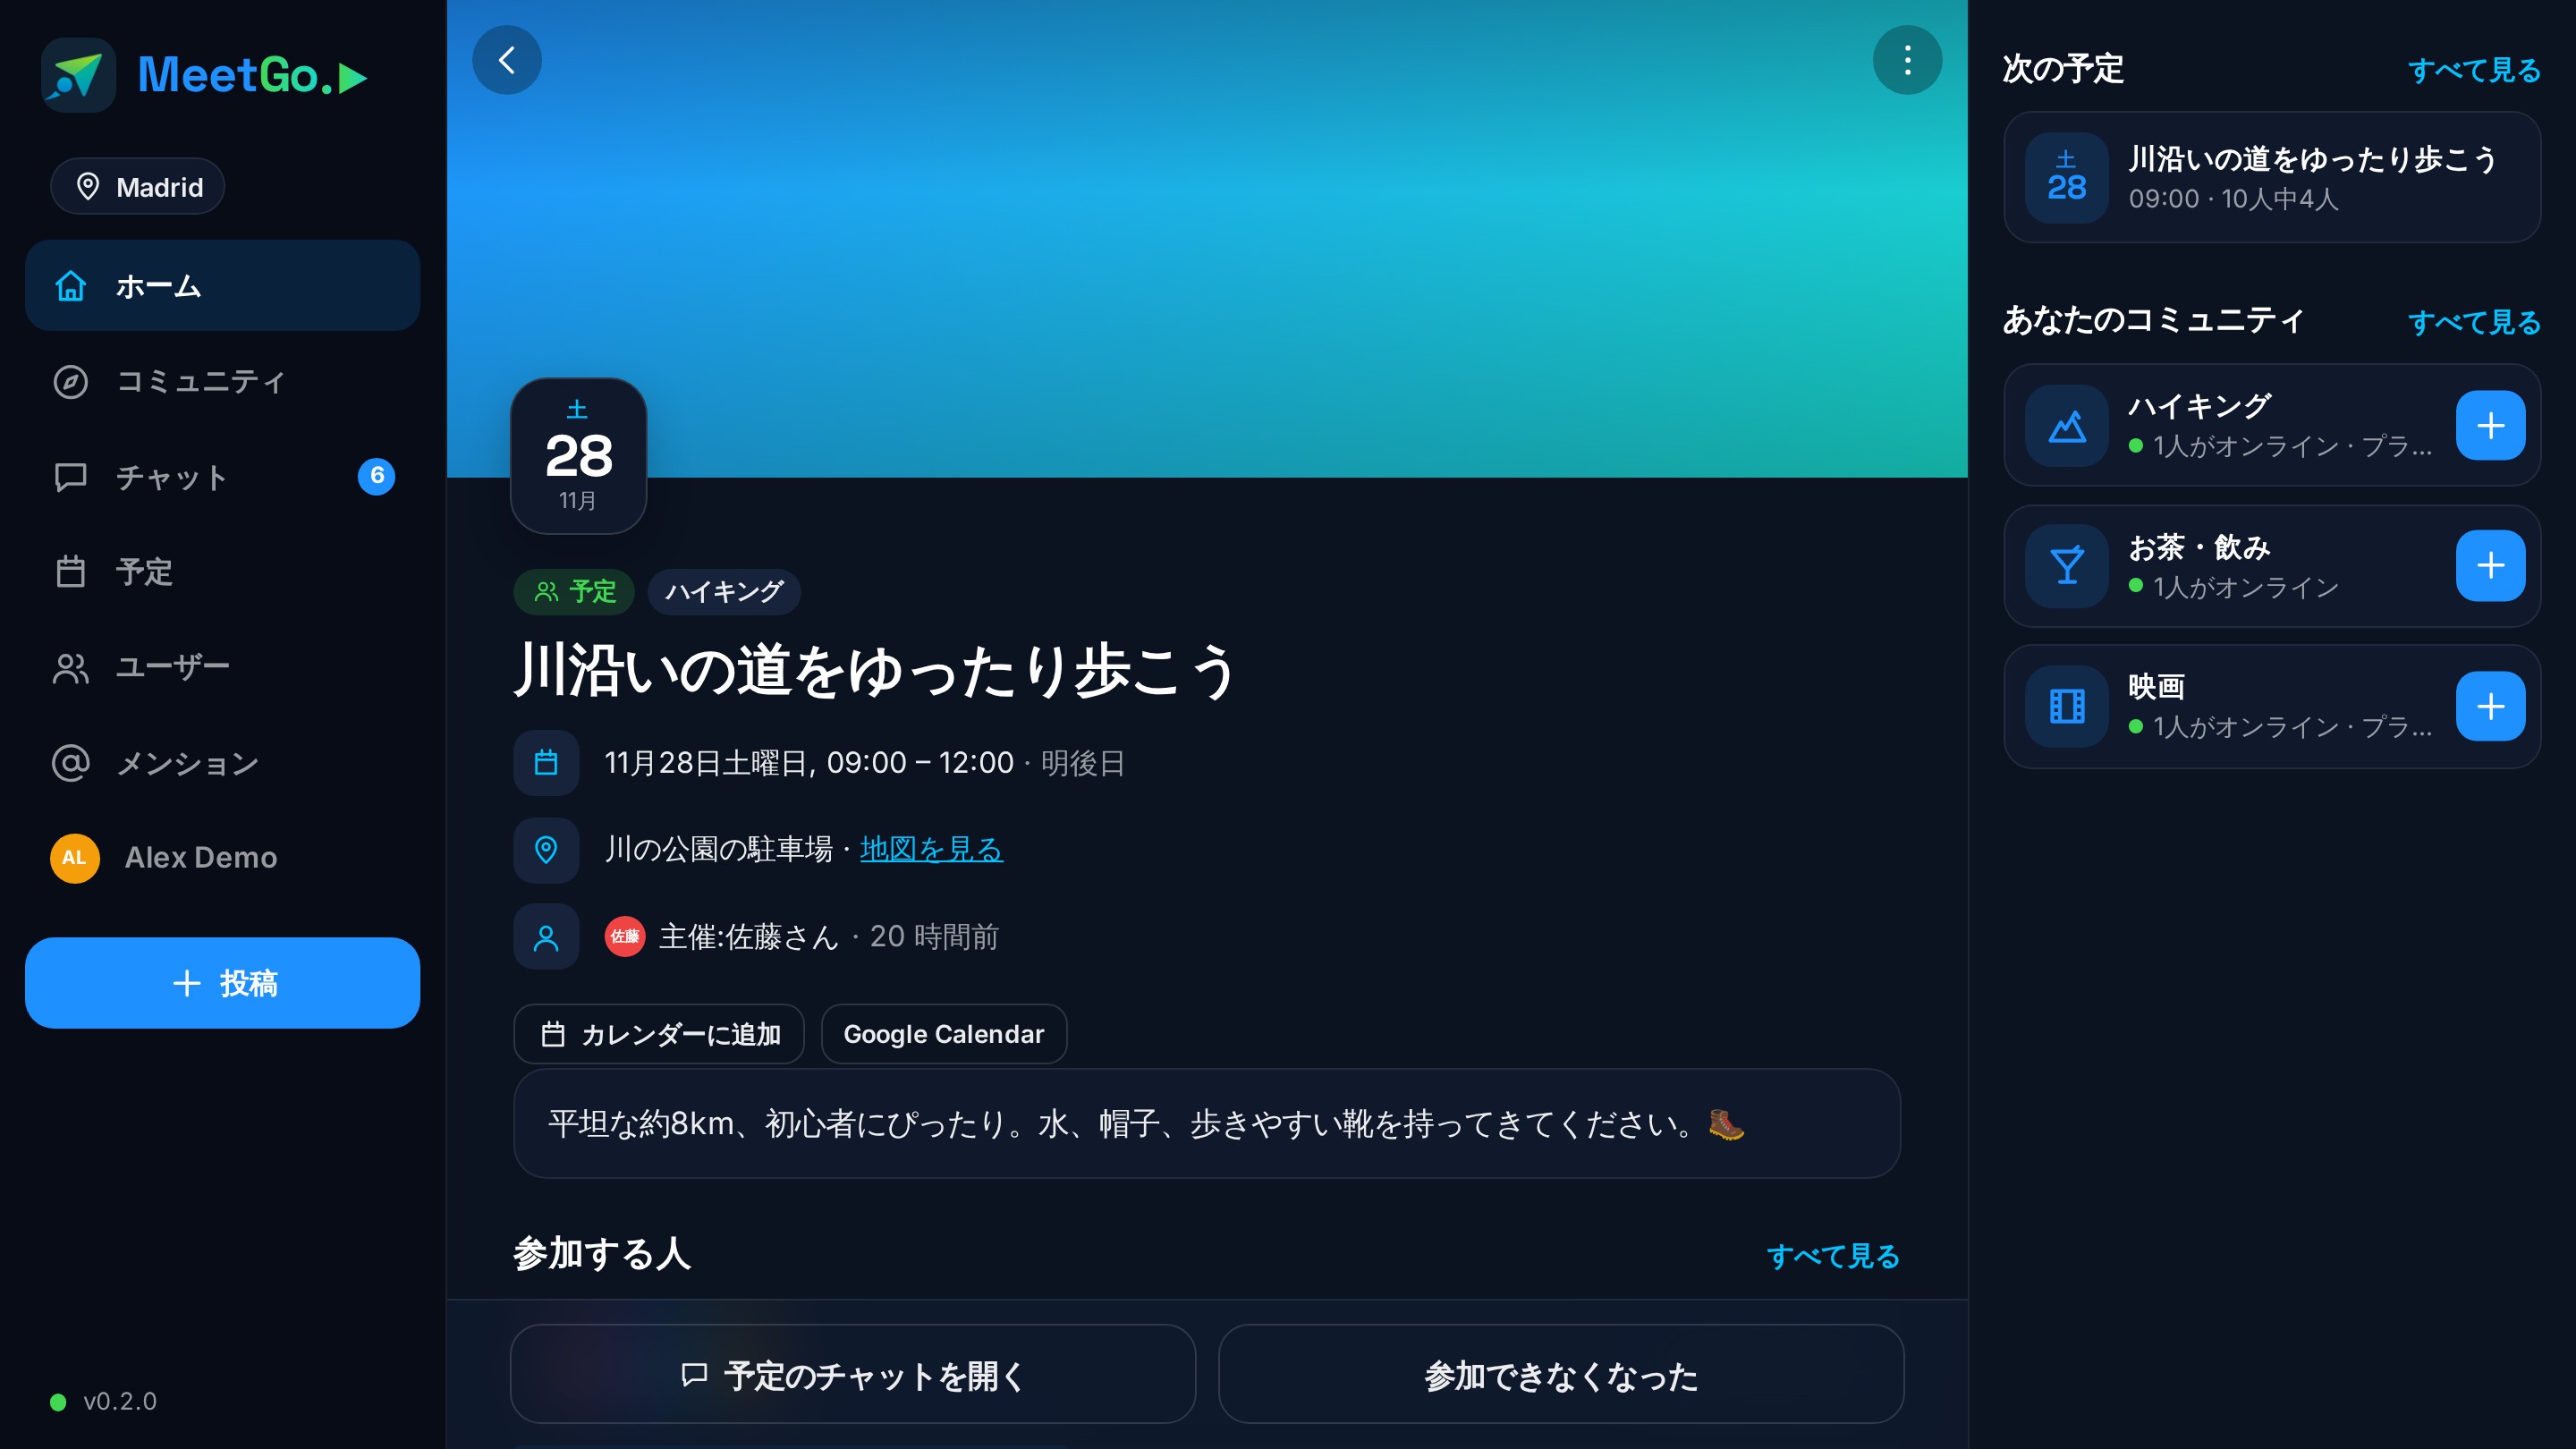 MeetGo.
Madrid
ホーム
コミュニティ
チャット
6
予定
ユーザー
メンション
AL
Alex Demo
投稿
v0.2.0
土
28
11月
予定
ハイキング
川沿いの道をゆったり歩こう
11月28日土曜日, 09:00 – 12:00 · 明後日
川の公園の駐車場 · 地図を見る
佐藤
主催:佐藤さん · 20 時間前
カレンダーに追加
Google Calendar
平坦な約8km、初心者にぴったり。水、帽子、歩きやすい靴を持ってきてください。🥾
参加する人
すべて見る
予定のチャットを開く
参加できなくなった
次の予定
すべて見る
土
28
川沿いの道をゆったり歩こう
09:00 · 10人中4人
あなたのコミュニティ
すべて見る
ハイキング
1人がオンライン · プラ…
お茶・飲み
1人がオンライン
映画
1人がオンライン · プラ…